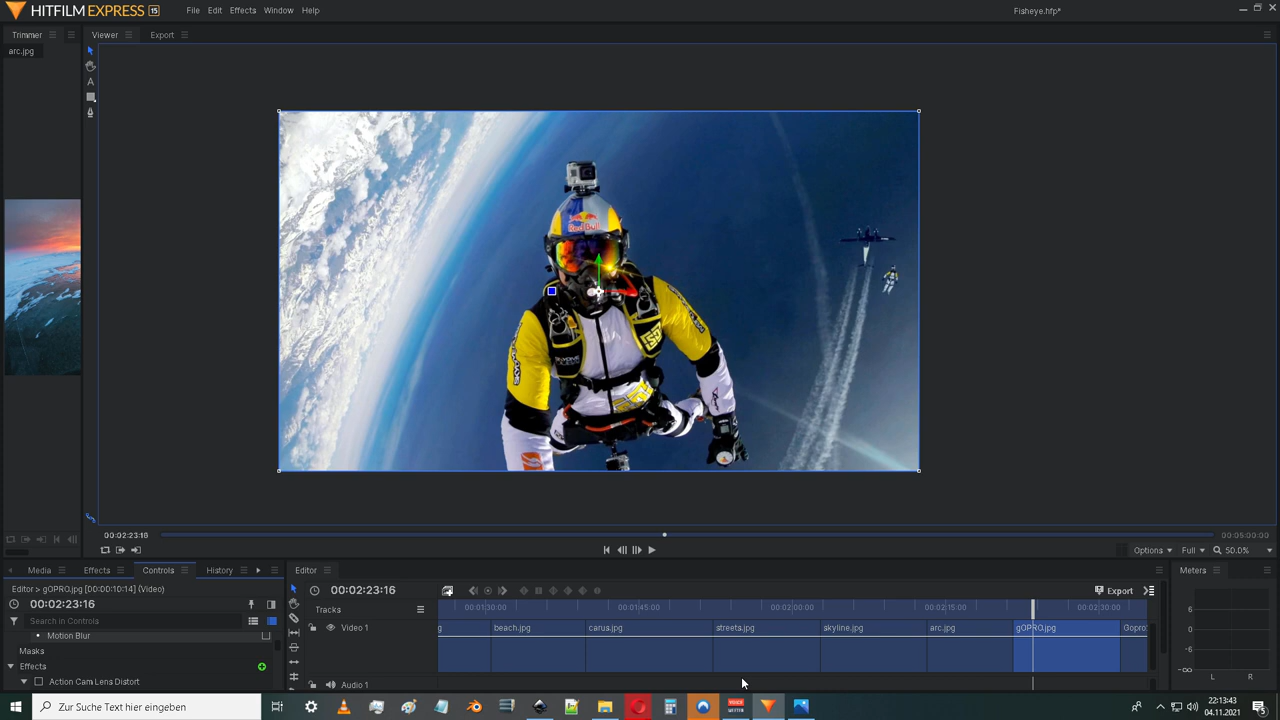 HITFILM EXPRESS 15
File Edit Effects Window Help
Fisheye.hfp*
Trimmer
Viewer
Export
arc.jpg
Red Bull
00:02:23:16
00:05:00:00
Options
Full
50.0%
Media
Effects
Controls
History
Editor
Meters
Editor > gOPRO.jpg [00:00:10:14] (Video)
00:02:23:16
00:02:23:16
Export
Search in Controls
Tracks
00:01:30:00
00:01:45:00
00:02:00:00
00:02:15:00
00:02:30:00
6
Motion Blur
Video 1
g
beach.jpg
carus.jpg
streets.jpg
skyline.jpg
arc.jpg
gOPRO.jpg
Gopro
0
Masks
-6
Effects
-∞
Action Cam Lens Distort
Audio 1
L
R
Zur Suche Text hier eingeben
22:13:43
04.11.2021